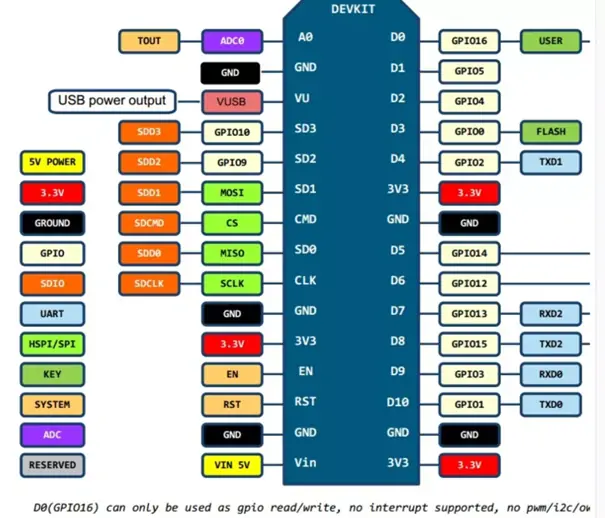 DEVKIT
TOUT ADC0 A0 D0 GPIO16 USER
GND GND D1 GPIO5
USB power output VUSB VU D2 GPIO4
SDD3 GPIO10 SD3 D3 GPIO0 FLASH
5V POWER SDD2 GPIO9 SD2 D4 GPIO2 TXD1
3.3V SDD1 MOSI SD1 3V3 3.3V
GROUND SDCMD CS CMD GND GND
GPIO SDD0 MISO SD0 D5 GPIO14
SDIO SDCLK SCLK CLK D6 GPIO12
UART GND GND D7 GPIO13 RXD2
HSPI/SPI 3.3V 3V3 D8 GPIO15 TXD2
KEY EN EN D9 GPIO3 RXD0
SYSTEM RST RST D10 GPIO1 TXD0
ADC GND GND GND GND
RESERVED VIN 5V Vin 3V3 3.3V
D0(GPIO16) can only be used as gpio read/write, no interrupt supported, no pwm/i2c/